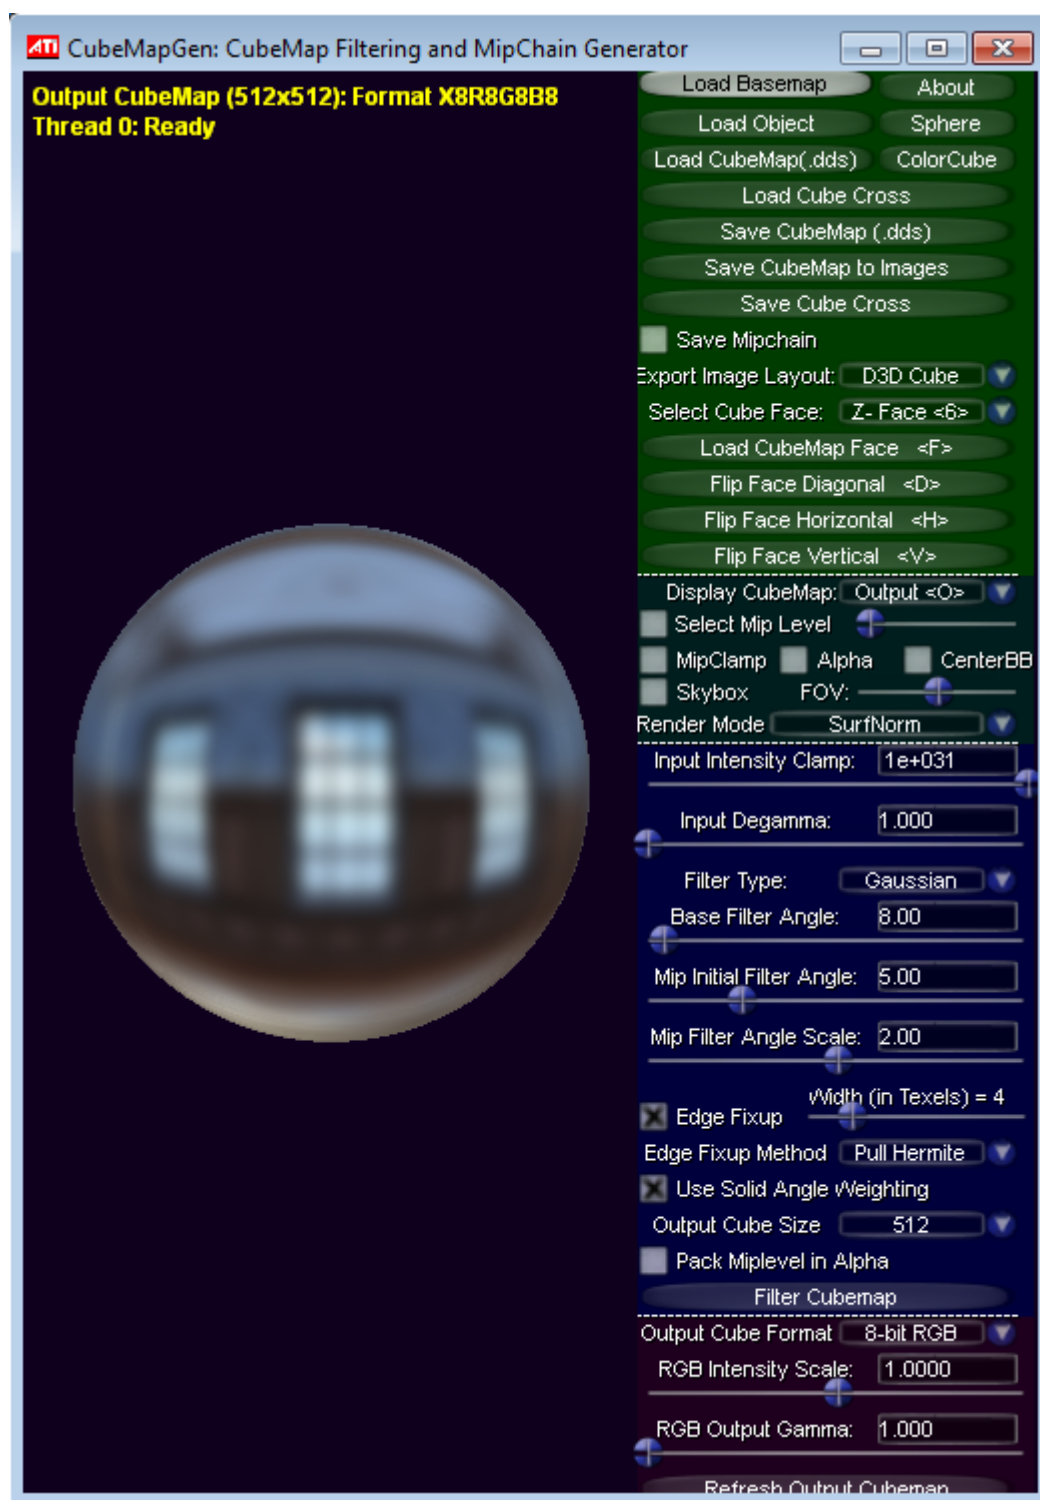 ATI CubeMapGen: CubeMap Filtering and MipChain Generator
Output CubeMap (512x512): Format X8R8G8B8
Thread 0: Ready
Load Basemap About
Load Object Sphere
Load CubeMap(.dds) ColorCube
Load Cube Cross
Save CubeMap (.dds)
Save CubeMap to Images
Save Cube Cross
Save Mipchain
Export Image Layout: D3D Cube
Select Cube Face: Z- Face <6>
Load CubeMap Face <F>
Flip Face Diagonal <D>
Flip Face Horizontal <H>
Flip Face Vertical <V>
Display CubeMap: Output <O>
Select Mip Level
MipClamp Alpha CenterBB
Skybox FOV:
Render Mode SurfNorm
Input Intensity Clamp: 1e+031
Input Degamma: 1.000
Filter Type: Gaussian
Base Filter Angle: 8.00
Mip Initial Filter Angle: 5.00
Mip Filter Angle Scale: 2.00
Width (in Texels) = 4
Edge Fixup
Edge Fixup Method Pull Hermite
Use Solid Angle Weighting
Output Cube Size 512
Pack Miplevel in Alpha
Filter Cubemap
Output Cube Format 8-bit RGB
RGB Intensity Scale: 1.0000
RGB Output Gamma: 1.000
Refresh Output Cubemap